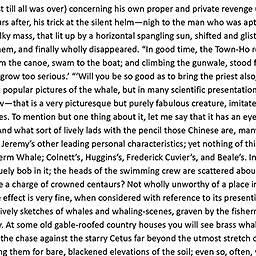 t till all was over) concerning his own proper and private revenge
rs after, his trick at the silent helm—nigh to the man who was apt
lky mass, that lit up by a horizontal spangling sun, shifted and glist
em, and finally wholly disappeared. “In good time, the Town-Ho r
m the canoe, swam to the boat; and climbing the gunwale, stood f
grow too serious.’ “‘Will you be so good as to bring the priest also,
popular pictures of the whale, but in many scientific presentation
v—that is a very picturesque but purely fabulous creature, imitate
es. To mention but one thing about it, let me say that it has an eye
And what sort of lively lads with the pencil those Chinese are, man
Jeremy’s other leading personal characteristics; yet nothing of thi
erm Whale; Colnett’s, Huggins’s, Frederick Cuvier’s, and Beale’s. In
uely bob in it; the heads of the swimming crew are scattered abou
e a charge of crowned centaurs? Not wholly unworthy of a place i
e effect is very fine, when considered with reference to its presenti
ively sketches of whales and whaling-scenes, graven by the fisherm
y. At some old gable-roofed country houses you will see brass wha
the chase against the starry Cetus far beyond the utmost stretch o
ng them for bare, blackened elevations of the soil; even so, often,